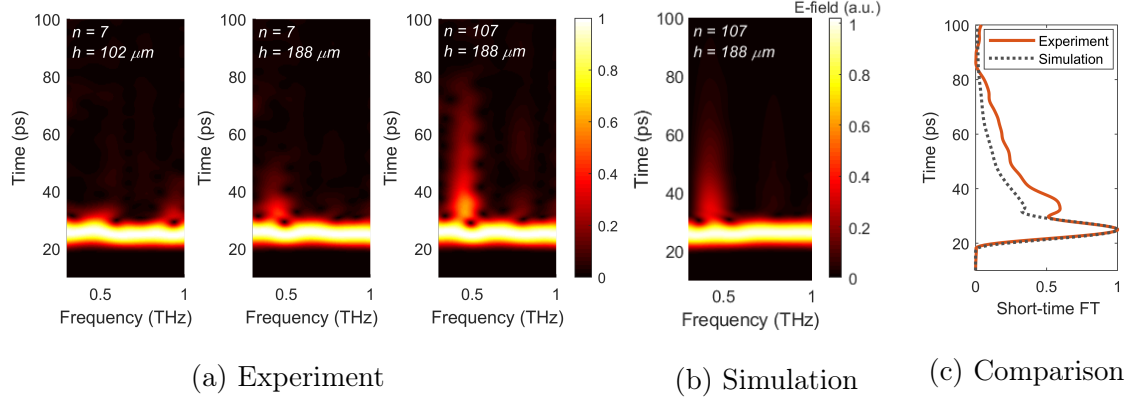 n = 7
h = 102 μm
100
80
60
40
20
Time (ps)
0.5
1
Frequency (THz)
n = 7
h = 188 μm
100
80
60
40
20
Time (ps)
0.5
1
Frequency (THz)
n = 107
h = 188 μm
100
80
60
40
20
Time (ps)
0.5
1
Frequency (THz)
1
0.8
0.6
0.4
0.2
0
(a) Experiment
E-field (a.u.)
n = 107
h = 188 μm
100
80
60
40
20
Time (ps)
0.5
1
Frequency (THz)
1
0.8
0.6
0.4
0.2
0
(b) Simulation
Experiment
Simulation
100
80
60
40
20
Time (ps)
0
0.5
1
Short-time FT
(c) Comparison